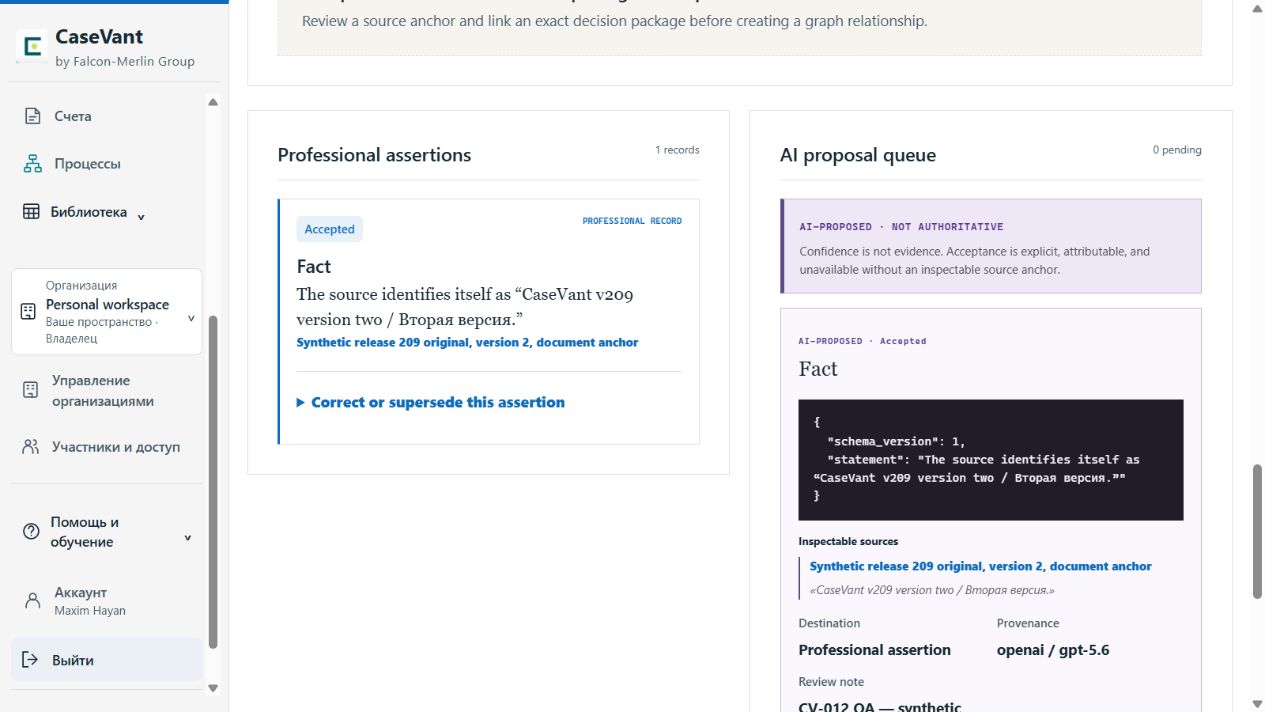 CaseVant
by Falcon-Merlin Group
Счета
Процессы
Библиотека
Организация
Personal workspace
Ваше пространство ·
Владелец
Управление
организациями
Участники и доступ
Помощь и
обучение
Аккаунт
Maxim Hayan
Выйти
Review a source anchor and link an exact decision package before creating a graph relationship.
Professional assertions
1 records
Accepted
PROFESSIONAL RECORD
Fact
The source identifies itself as “CaseVant v209
version two / Вторая версия.”
Synthetic release 209 original, version 2, document anchor
▶ Correct or supersede this assertion
AI proposal queue
0 pending
AI-PROPOSED · NOT AUTHORITATIVE
Confidence is not evidence. Acceptance is explicit, attributable, and
unavailable without an inspectable source anchor.
AI-PROPOSED · Accepted
Fact
{
"schema_version": 1,
"statement": "The source identifies itself as
“CaseVant v209 version two / Вторая версия.”"
}
Inspectable sources
Synthetic release 209 original, version 2, document anchor
«CaseVant v209 version two / Вторая версия.»
Destination
Provenance
Professional assertion
openai / gpt-5.6
Review note
CV-012 QA — synthetic